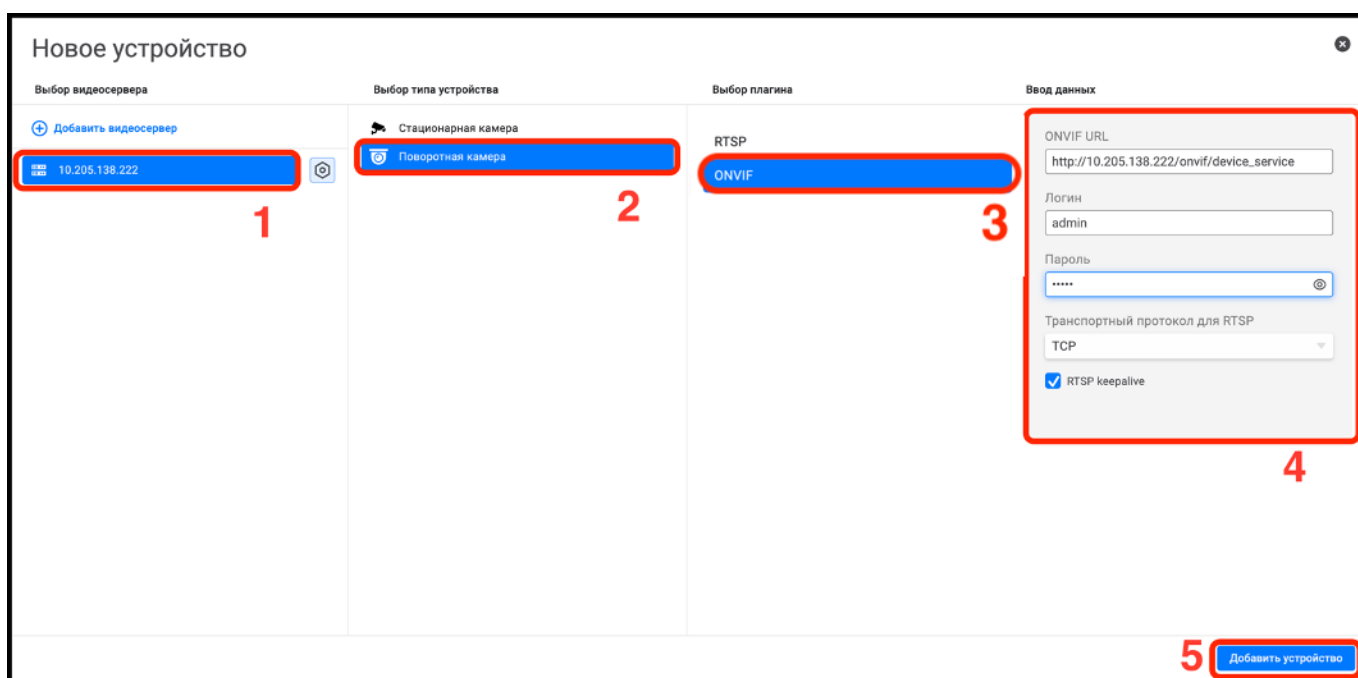 Новое устройство
Выбор видеосервера
Выбор типа устройства
Выбор плагина
Ввод данных
Добавить видеосервер
10.205.138.222
1
Стационарная камера
Поворотная камера
2
RTSP
ONVIF
3
ONVIF URL
http://10.205.138.222/onvif/device_service
Логин
admin
Пароль
•••••
Транспортный протокол для RTSP
TCP
RTSP keepalive
4
5
Добавить устройство